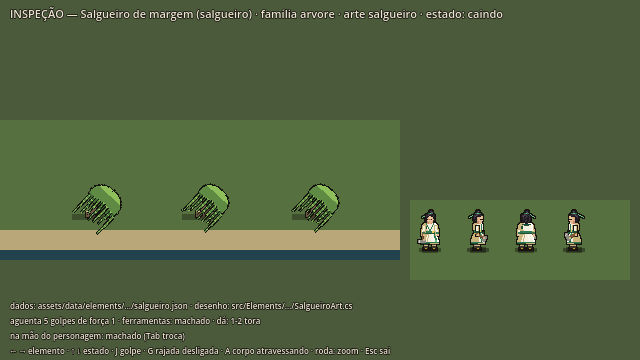 INSPEÇÃO — Salgueiro de margem (salgueiro) · familia arvore · arte salgueiro · estado: caindo
dados: assets/data/elements/.../salgueiro.json · desenho: src/Elements/.../SalgueiroArt.cs
aguenta 5 golpes de força 1 · ferramentas: machado · dá: 1-2 tora
na mão do personagem: machado (Tab troca)
←→ elemento · ↑↓ estado · J golpe · G rajada desligada · A corpo atravessando · roda: zoom · Esc sai